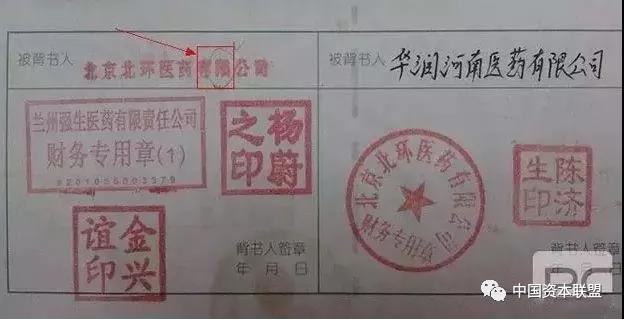 被背书人
北京北环医药有限公司
兰州强生医药有限责任公司
财务专用章(1)
杨蔚之印
金兴谊印
背书人签章
年 月 日
被背书人
华润河南医药有限公司
北京北环医药有限公司
财务专用章
陈济生印
背书人签章
年 月 日
中国资本联盟